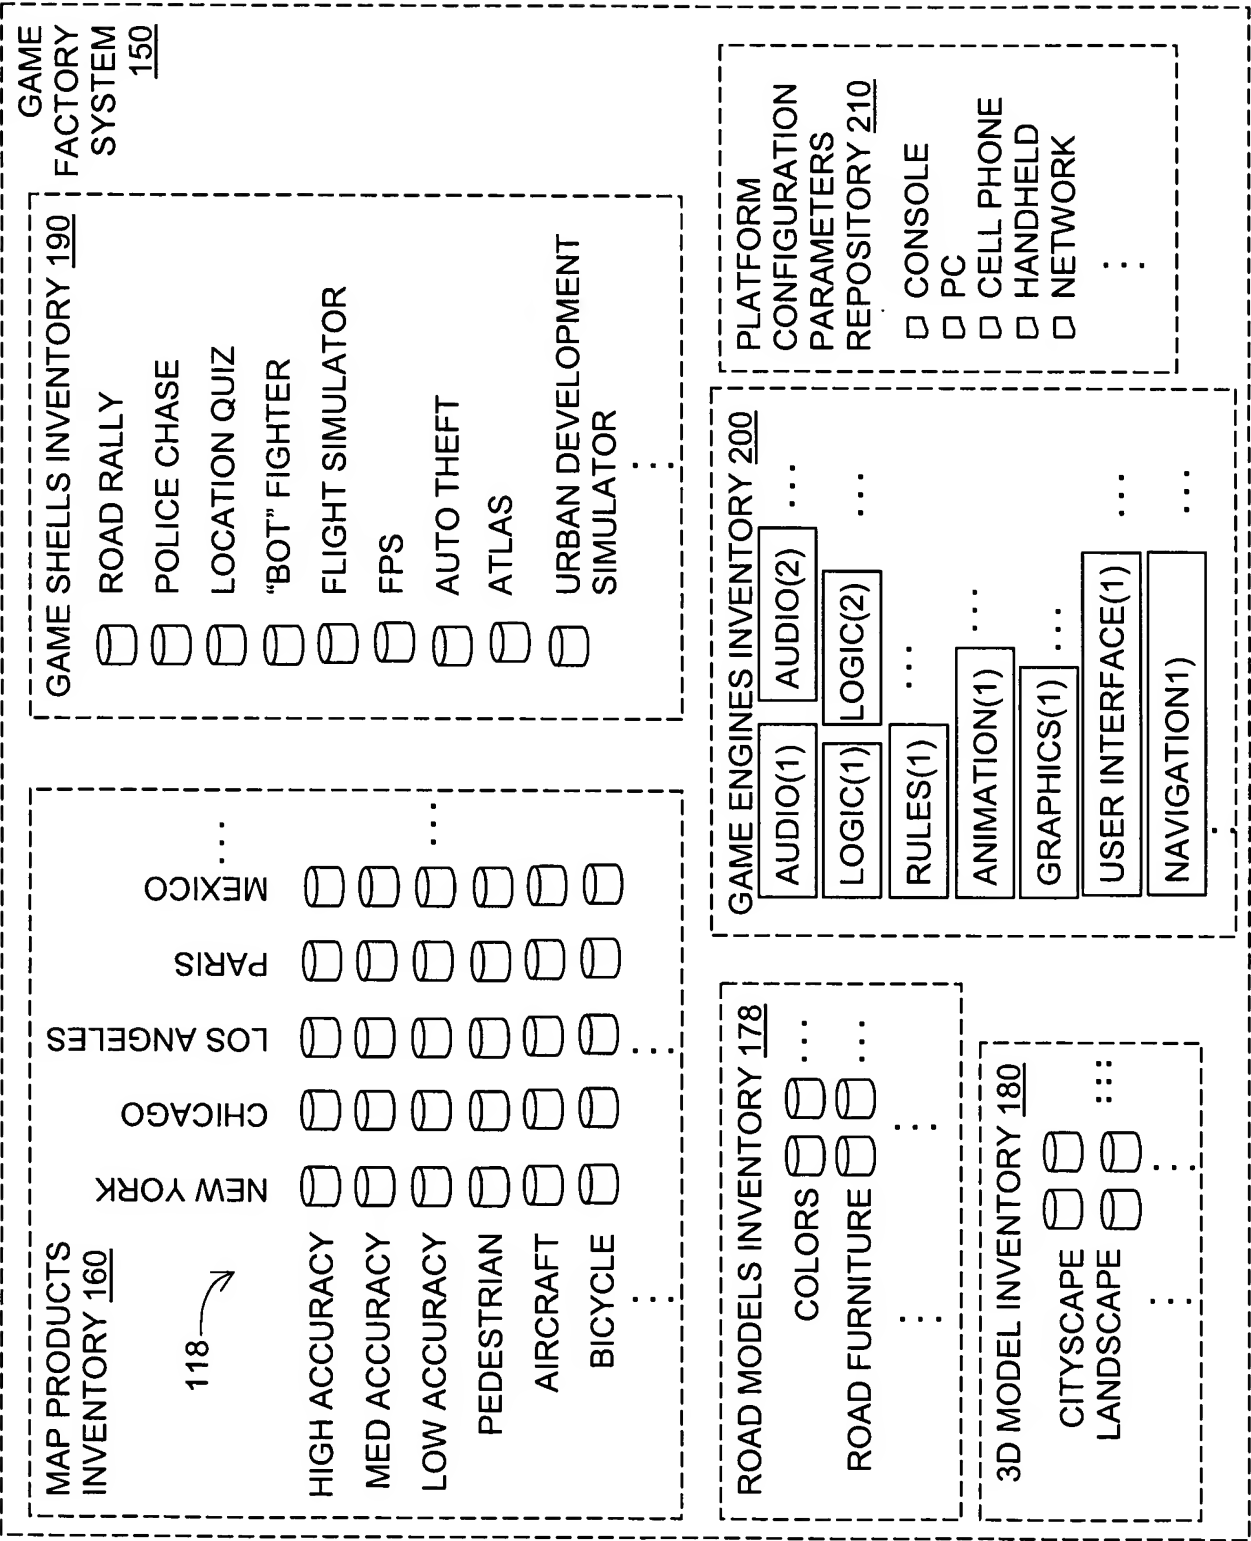 GAME
FACTORY
SYSTEM
150
MAP PRODUCTS
INVENTORY 160
118
NEW YORK
CHICAGO
LOS ANGELES
PARIS
MEXICO
...
HIGH ACCURACY
MED ACCURACY
LOW ACCURACY
...
PEDESTRIAN
AIRCRAFT
BICYCLE
...
...
GAME SHELLS INVENTORY 190
ROAD RALLY
POLICE CHASE
LOCATION QUIZ
"BOT" FIGHTER
FLIGHT SIMULATOR
FPS
AUTO THEFT
ATLAS
URBAN DEVELOPMENT
SIMULATOR
...
ROAD MODELS INVENTORY 178
COLORS ...
ROAD FURNITURE ...
...
...
3D MODEL INVENTORY 180
CITYSCAPE ...
LANDSCAPE ...
...
...
GAME ENGINES INVENTORY 200
AUDIO(1) AUDIO(2) ...
LOGIC(1) LOGIC(2) ...
RULES(1) ...
ANIMATION(1) ...
GRAPHICS(1) ...
USER INTERFACE(1) ...
NAVIGATION1) ...
...
PLATFORM
CONFIGURATION
PARAMETERS
REPOSITORY 210
CONSOLE
PC
CELL PHONE
HANDHELD
NETWORK
...